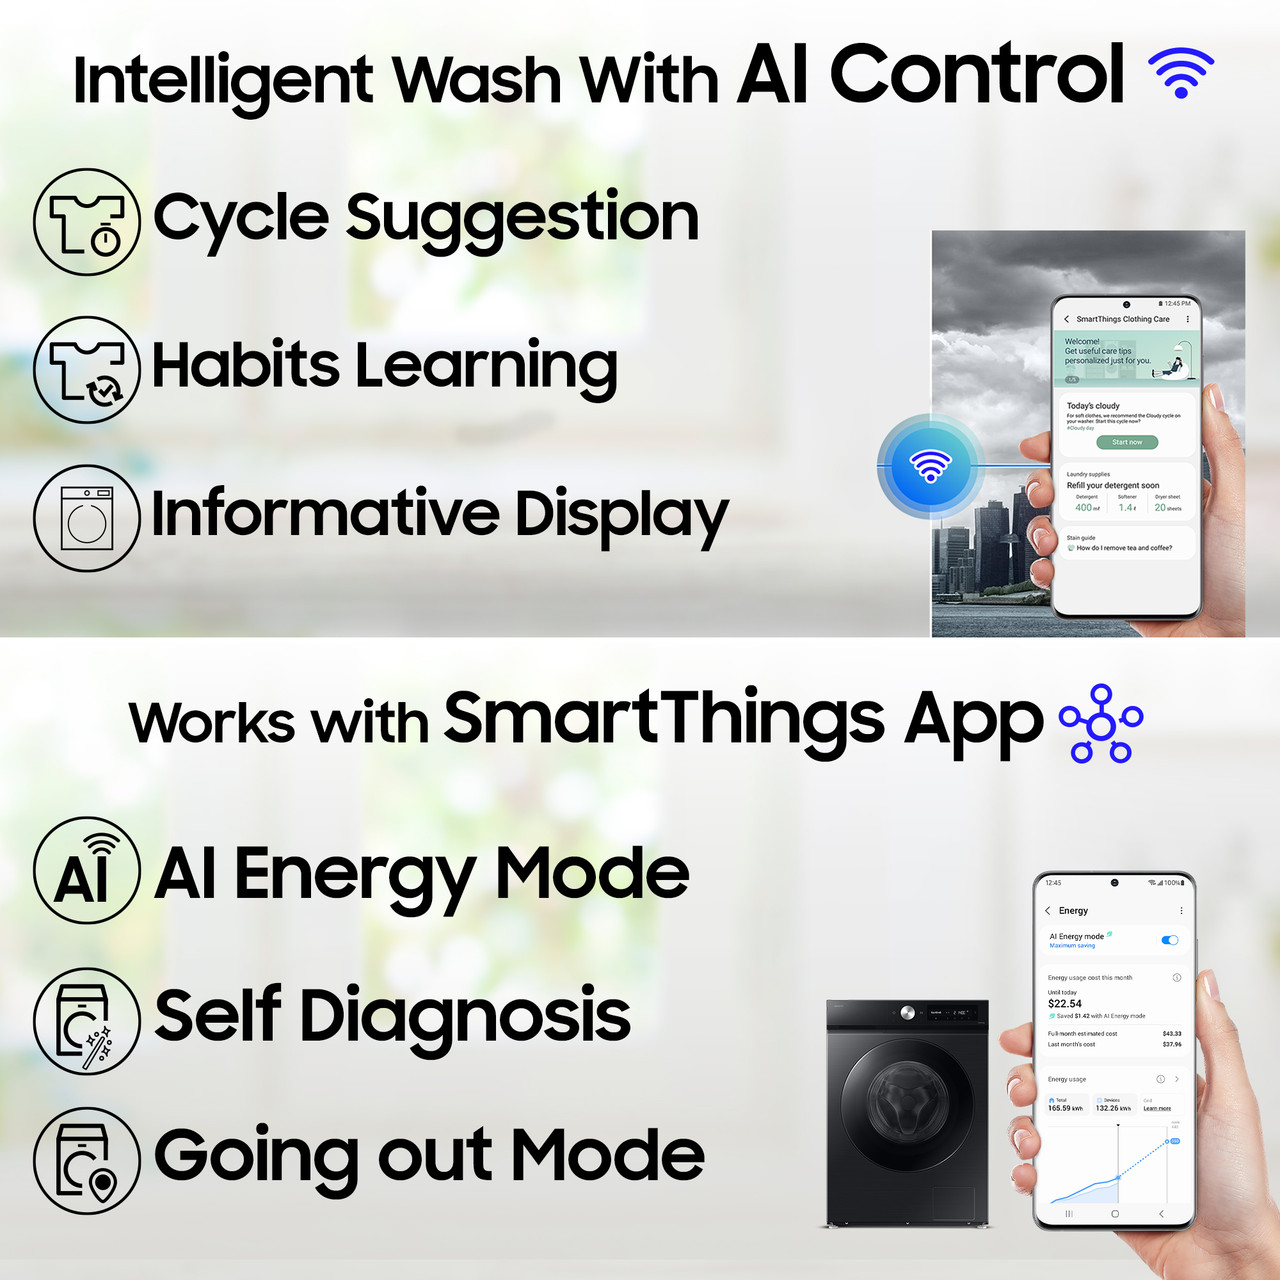 Intelligent Wash With AI Control
Cycle Suggestion
Habits Learning
Informative Display
12:45 PM
SmartThings Clothing Care
Welcome!
Get useful care tips
personalized just for you.
1/5
Today's cloudy
For soft clothes, we recommend the Cloudy cycle on
your washer. Start this cycle now?
#Cloudy day
Start now
Laundry supplies
Refill your detergent soon
Detergent Softener Dryer sheet
400 ml 1.4 ℓ 20 sheets
Stain guide
How do I remove tea and coffee?
Works with SmartThings App
AI AI Energy Mode
Self Diagnosis
Going out Mode
12:45 100%
Energy
AI Energy mode
Maximum saving
Energy usage cost this month
Until today
$22.54
Saved $1.42 with AI Energy mode
Full-month estimated cost $43.33
Last month's cost $37.96
Energy usage
Total Devices
165.59 kWh 132.26 kWh Learn more